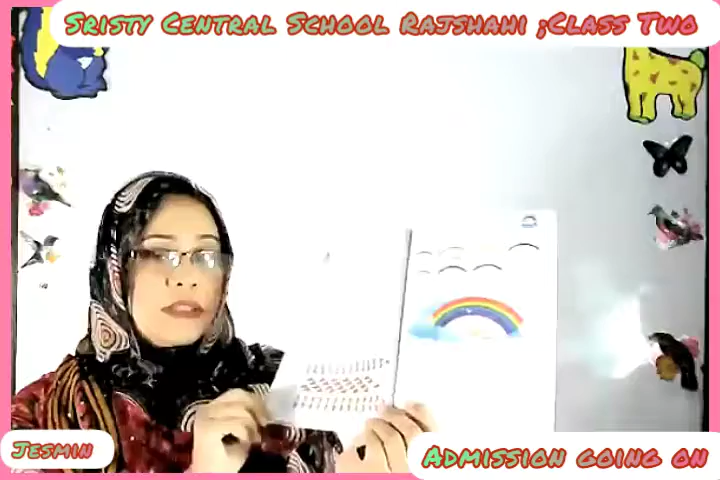 Sristy Central School Rajshahi ;Class Two
Jesmin
Admission going on